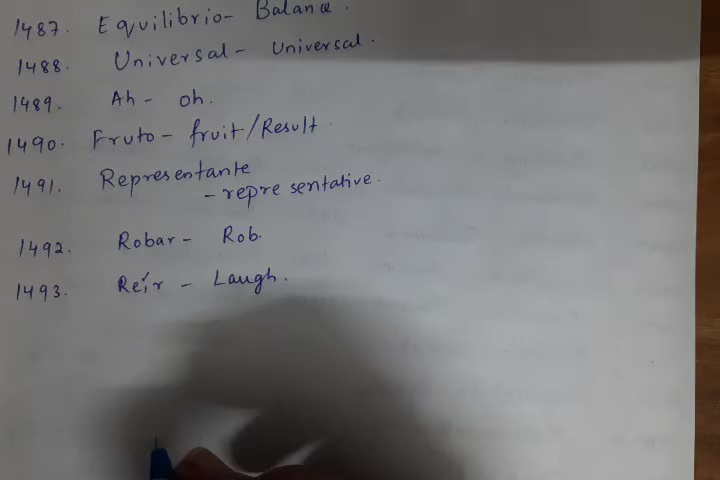 1487. Equilibrio- Balance.
1488. Universal- Universal.
1489. Ah- oh.
1490. Fruto- fruit/Result.
1491. Representante
- representative.
1492. Robar- Rob.
1493. Reír - Laugh.